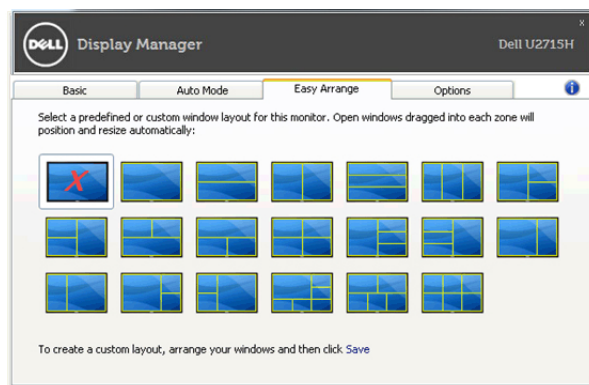 x
DELL Display Manager Dell U2715H
Basic Auto Mode Easy Arrange Options i
Select a predefined or custom window layout for this monitor. Open windows dragged into each zone will
position and resize automatically:
X
To create a custom layout, arrange your windows and then click Save